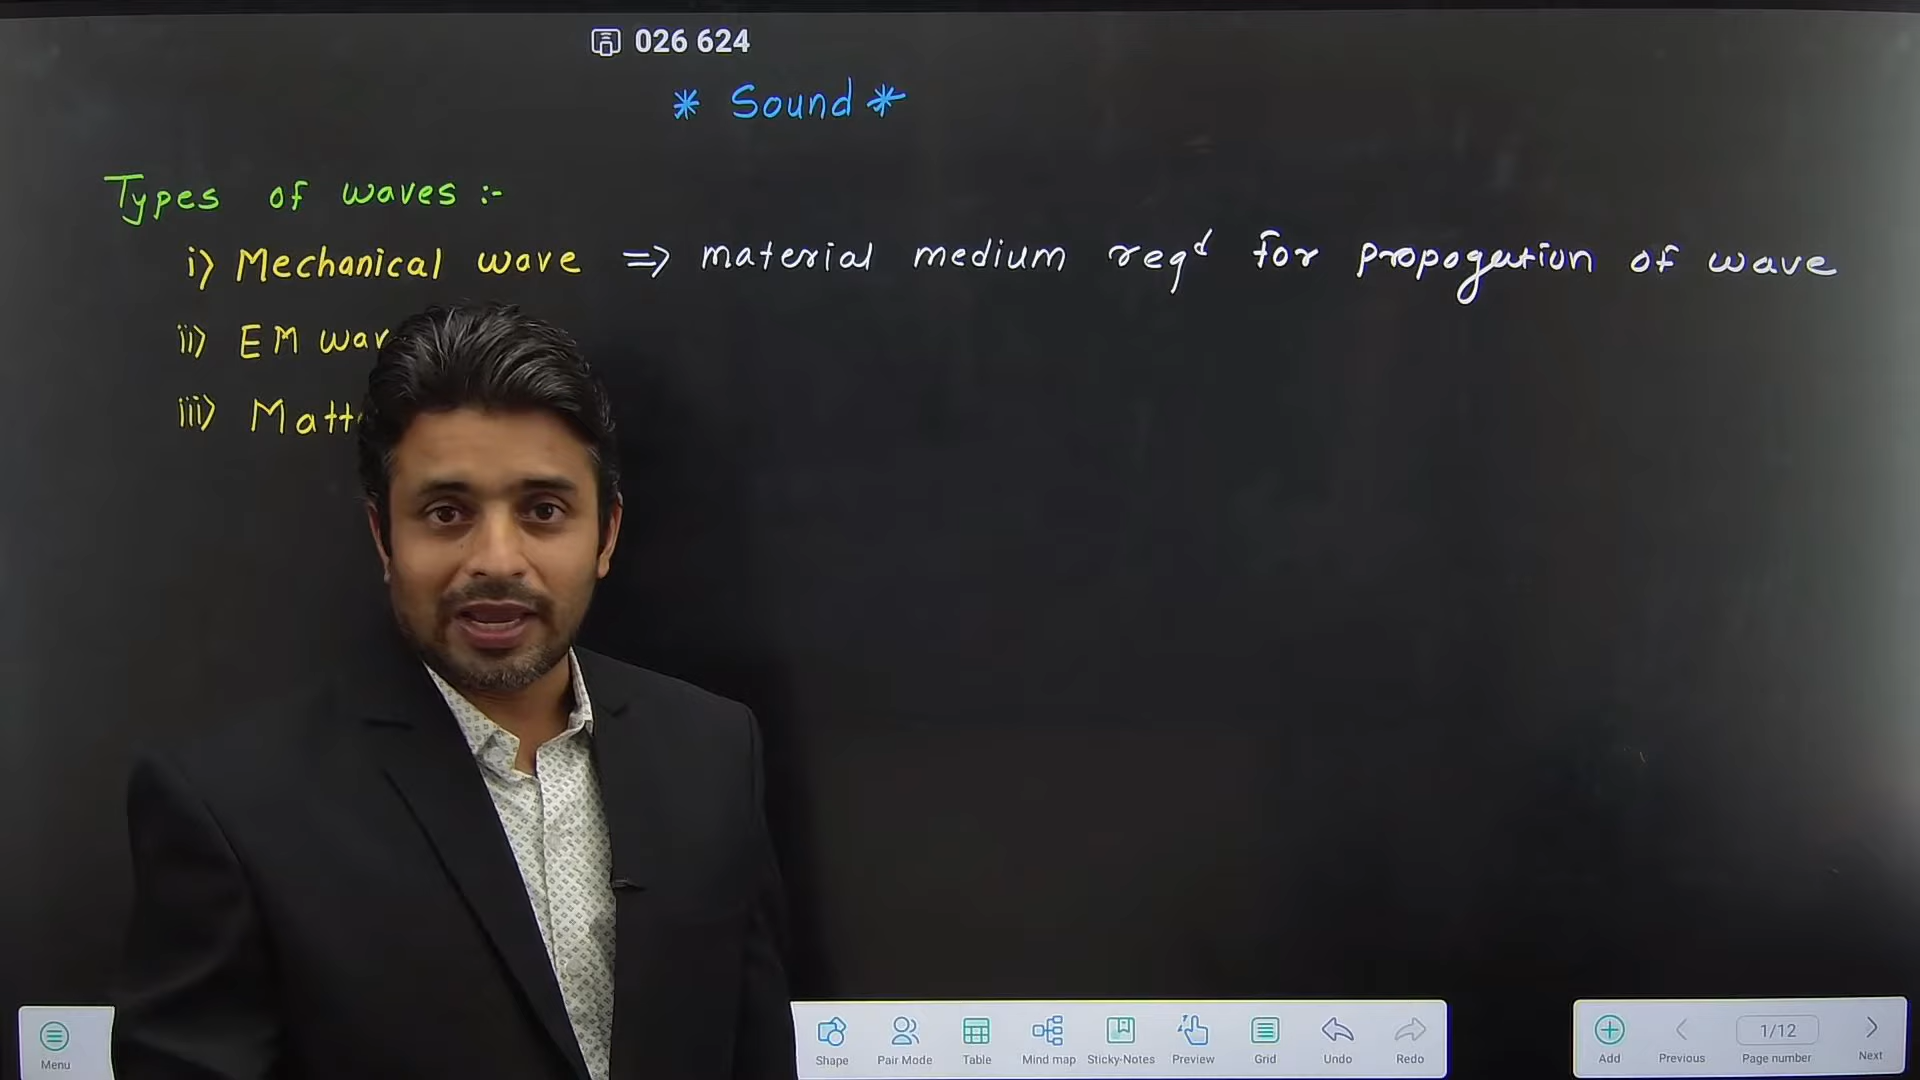 026 624
* Sound *
Types of waves :-
i) Mechanical wave => material medium reqd for propogation of wave
ii) EM
iii)
Menu
Shape
Pair Mode
Table
Mind map
Sticky-Notes
Preview
Grid
Undo
Redo
Add
Previous
1/12
Page number
Next